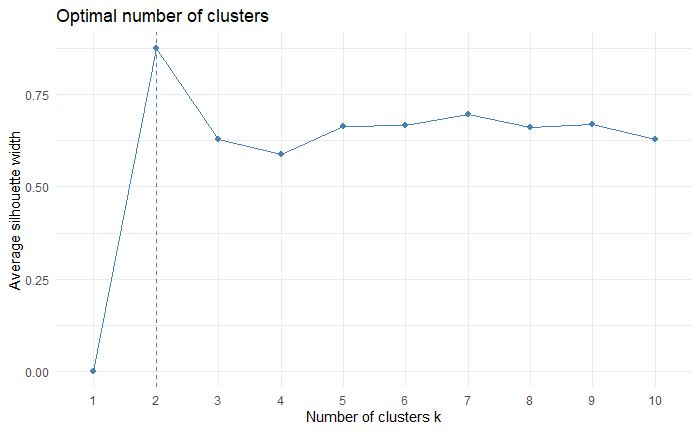 Optimal number of clusters
Average silhouette width
0.75
0.50
0.25
0.00
1 2 3 4 5 6 7 8 9 10
Number of clusters k